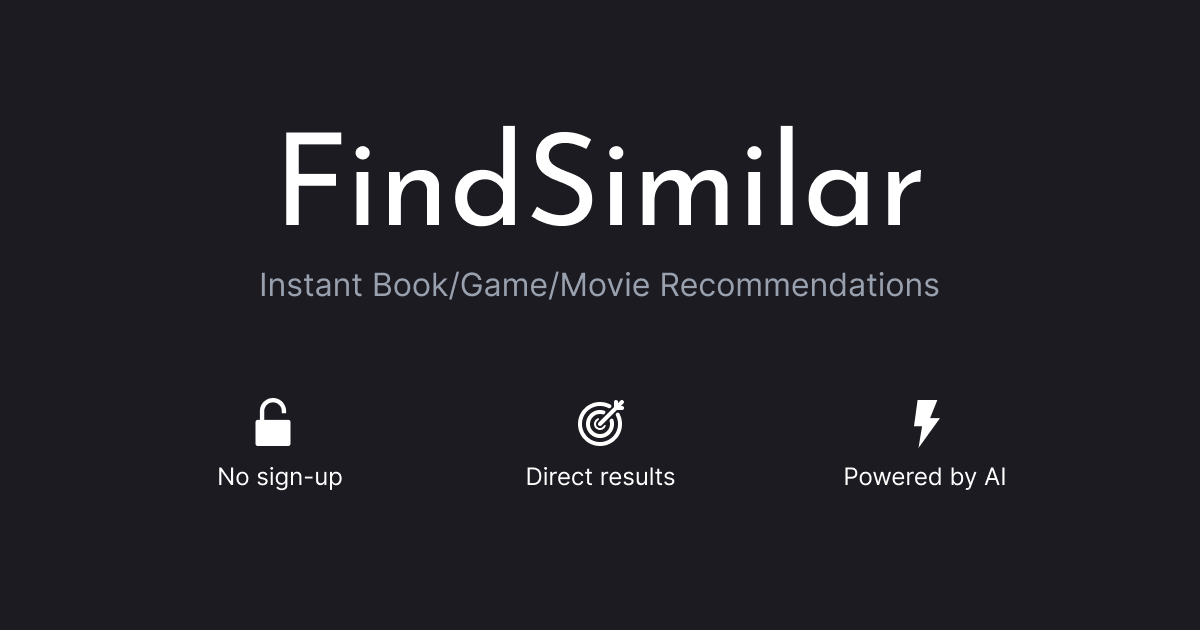 FindSimilar
Instant Book/Game/Movie Recommendations
No sign-up
Direct results
Powered by AI